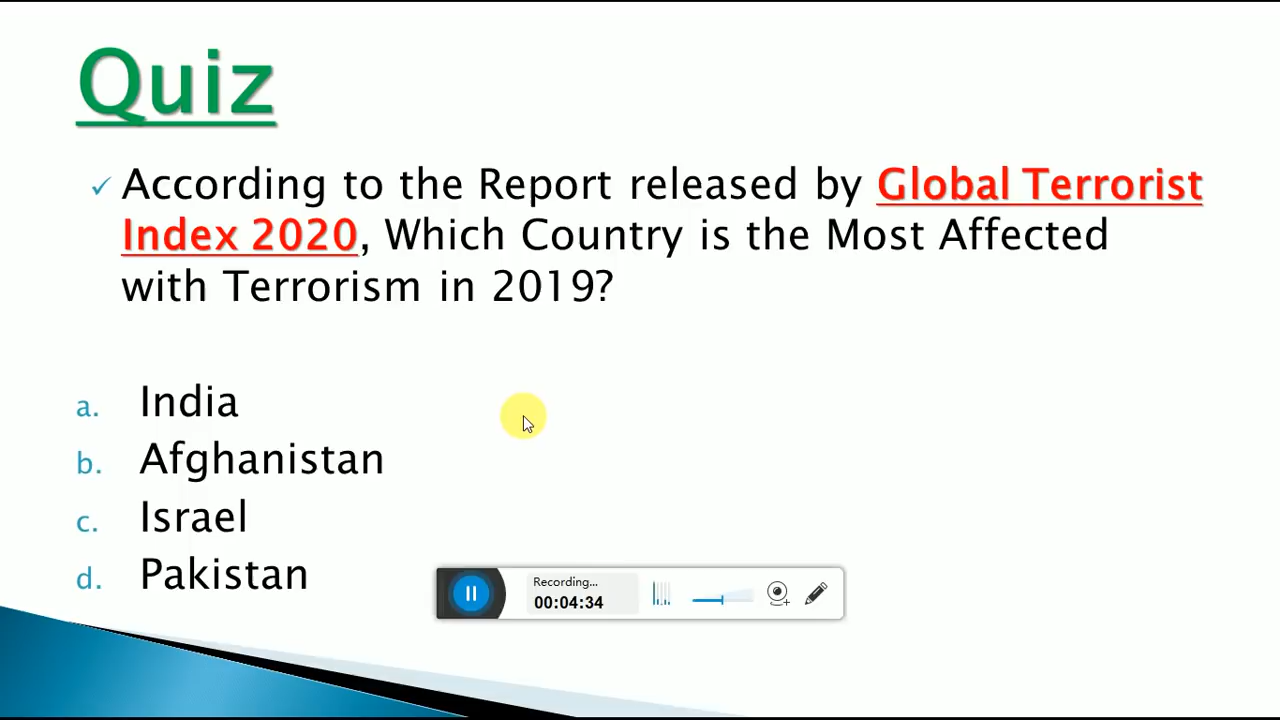 Quiz
✓ According to the Report released by Global Terrorist
Index 2020, Which Country is the Most Affected
with Terrorism in 2019?
a. India
b. Afghanistan
c. Israel
d. Pakistan
Recording...
00:04:34